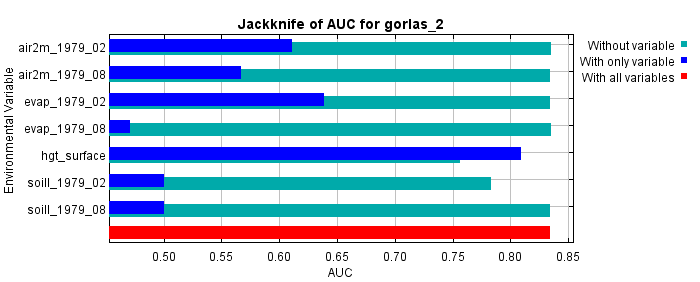 Jackknife of AUC for gorlas_2
Environmental Variable
air2m_1979_02
air2m_1979_08
evap_1979_02
evap_1979_08
hgt_surface
soill_1979_02
soill_1979_08
0.50 0.55 0.60 0.65 0.70 0.75 0.80 0.85
AUC
Without variable
With only variable
With all variables